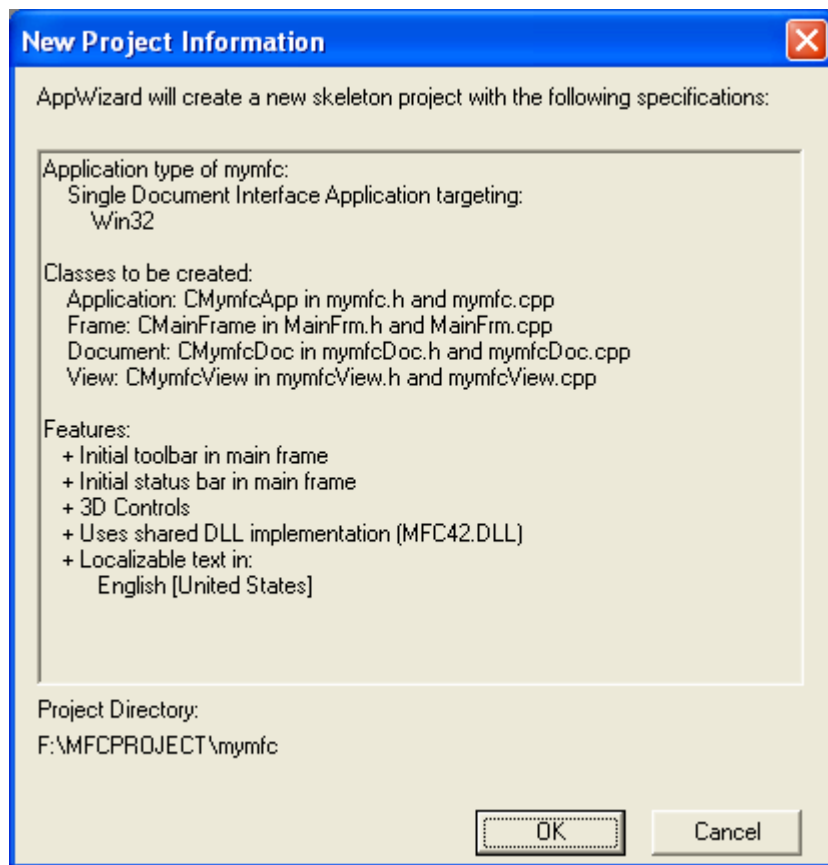 New Project Information
AppWizard will create a new skeleton project with the following specifications:
Application type of mymfc:
Single Document Interface Application targeting:
Win32
Classes to be created:
Application: CMymfcApp in mymfc.h and mymfc.cpp
Frame: CMainFrame in MainFrm.h and MainFrm.cpp
Document: CMymfcDoc in mymfcDoc.h and mymfcDoc.cpp
View: CMymfcView in mymfcView.h and mymfcView.cpp
Features:
+ Initial toolbar in main frame
+ Initial status bar in main frame
+ 3D Controls
+ Uses shared DLL implementation (MFC42.DLL)
+ Localizable text in:
English [United States]
Project Directory:
F:\MFCPROJECT\mymfc
OK Cancel